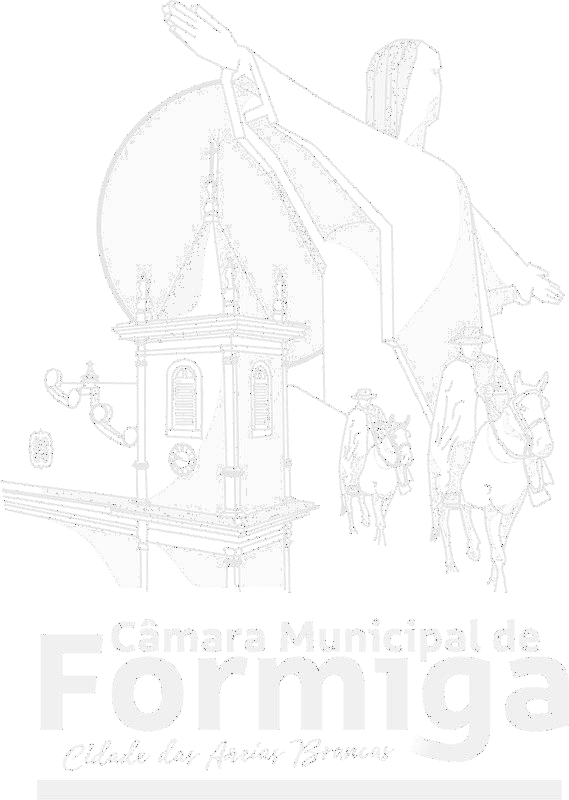 Câmara Municipal de
Formiga
Cidade das Areias Brancas